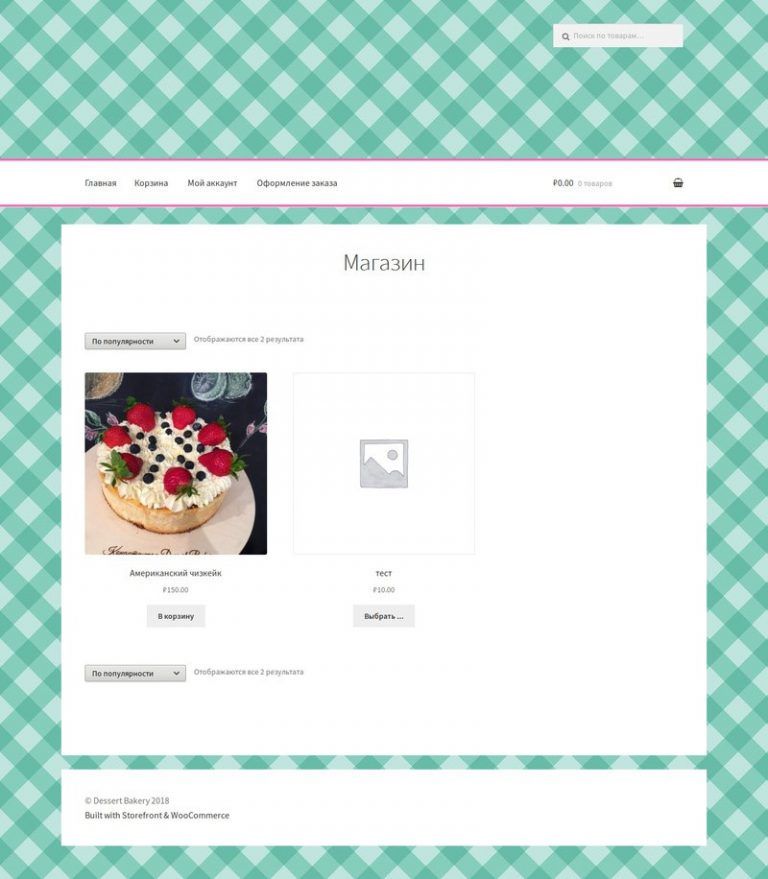 Поиск по товарам…
Главная Корзина Мой аккаунт Оформление заказа ₽0.00 0 товаров
Магазин
По популярности Отображаются все 2 результата
Американский чизкейк тест
₽150.00 ₽10.00
В корзину Выбрать ...
По популярности Отображаются все 2 результата
© Dessert Bakery 2018
Built with Storefront & WooCommerce